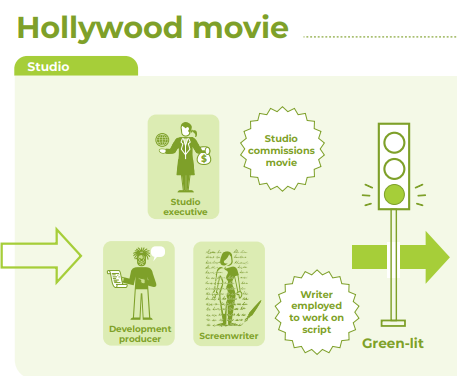 Hollywood movie
Studio
Studio
commissions
movie
$
Studio
executive
Development
producer
Screenwriter
Writer
employed
to work on
script
Green-lit